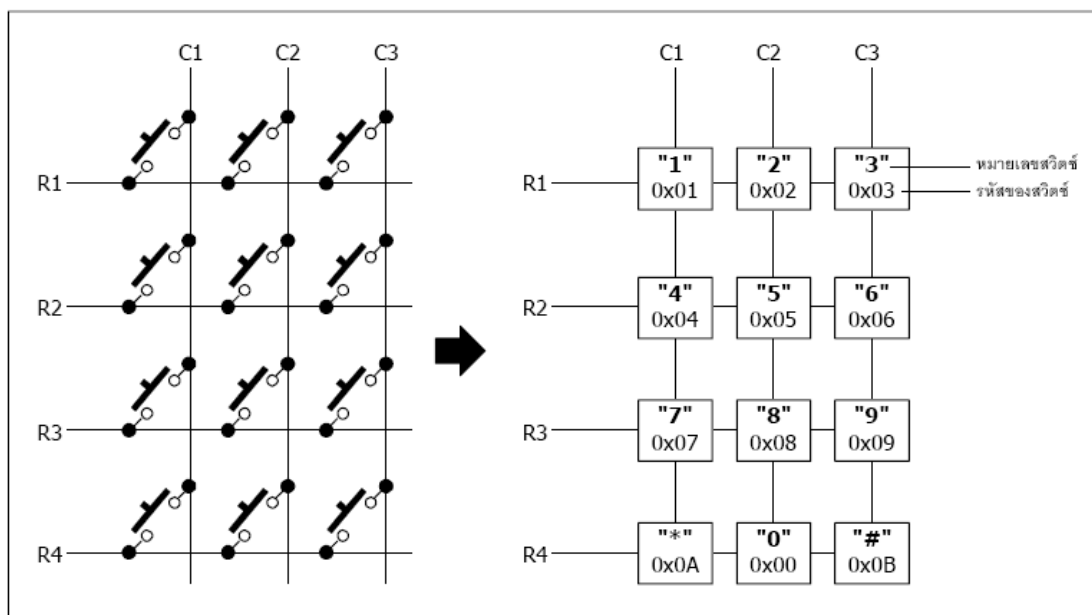 C1 C2 C3
C1 C2 C3
R1
R1 "1" "2" "3" หมายเลขสวิตซ์
0x01 0x02 0x03 รหัสของสวิตซ์
R2
R2 "4" "5" "6"
0x04 0x05 0x06
R3
R3 "7" "8" "9"
0x07 0x08 0x09
R4
R4 "*" "0" "#"
0x0A 0x00 0x0B